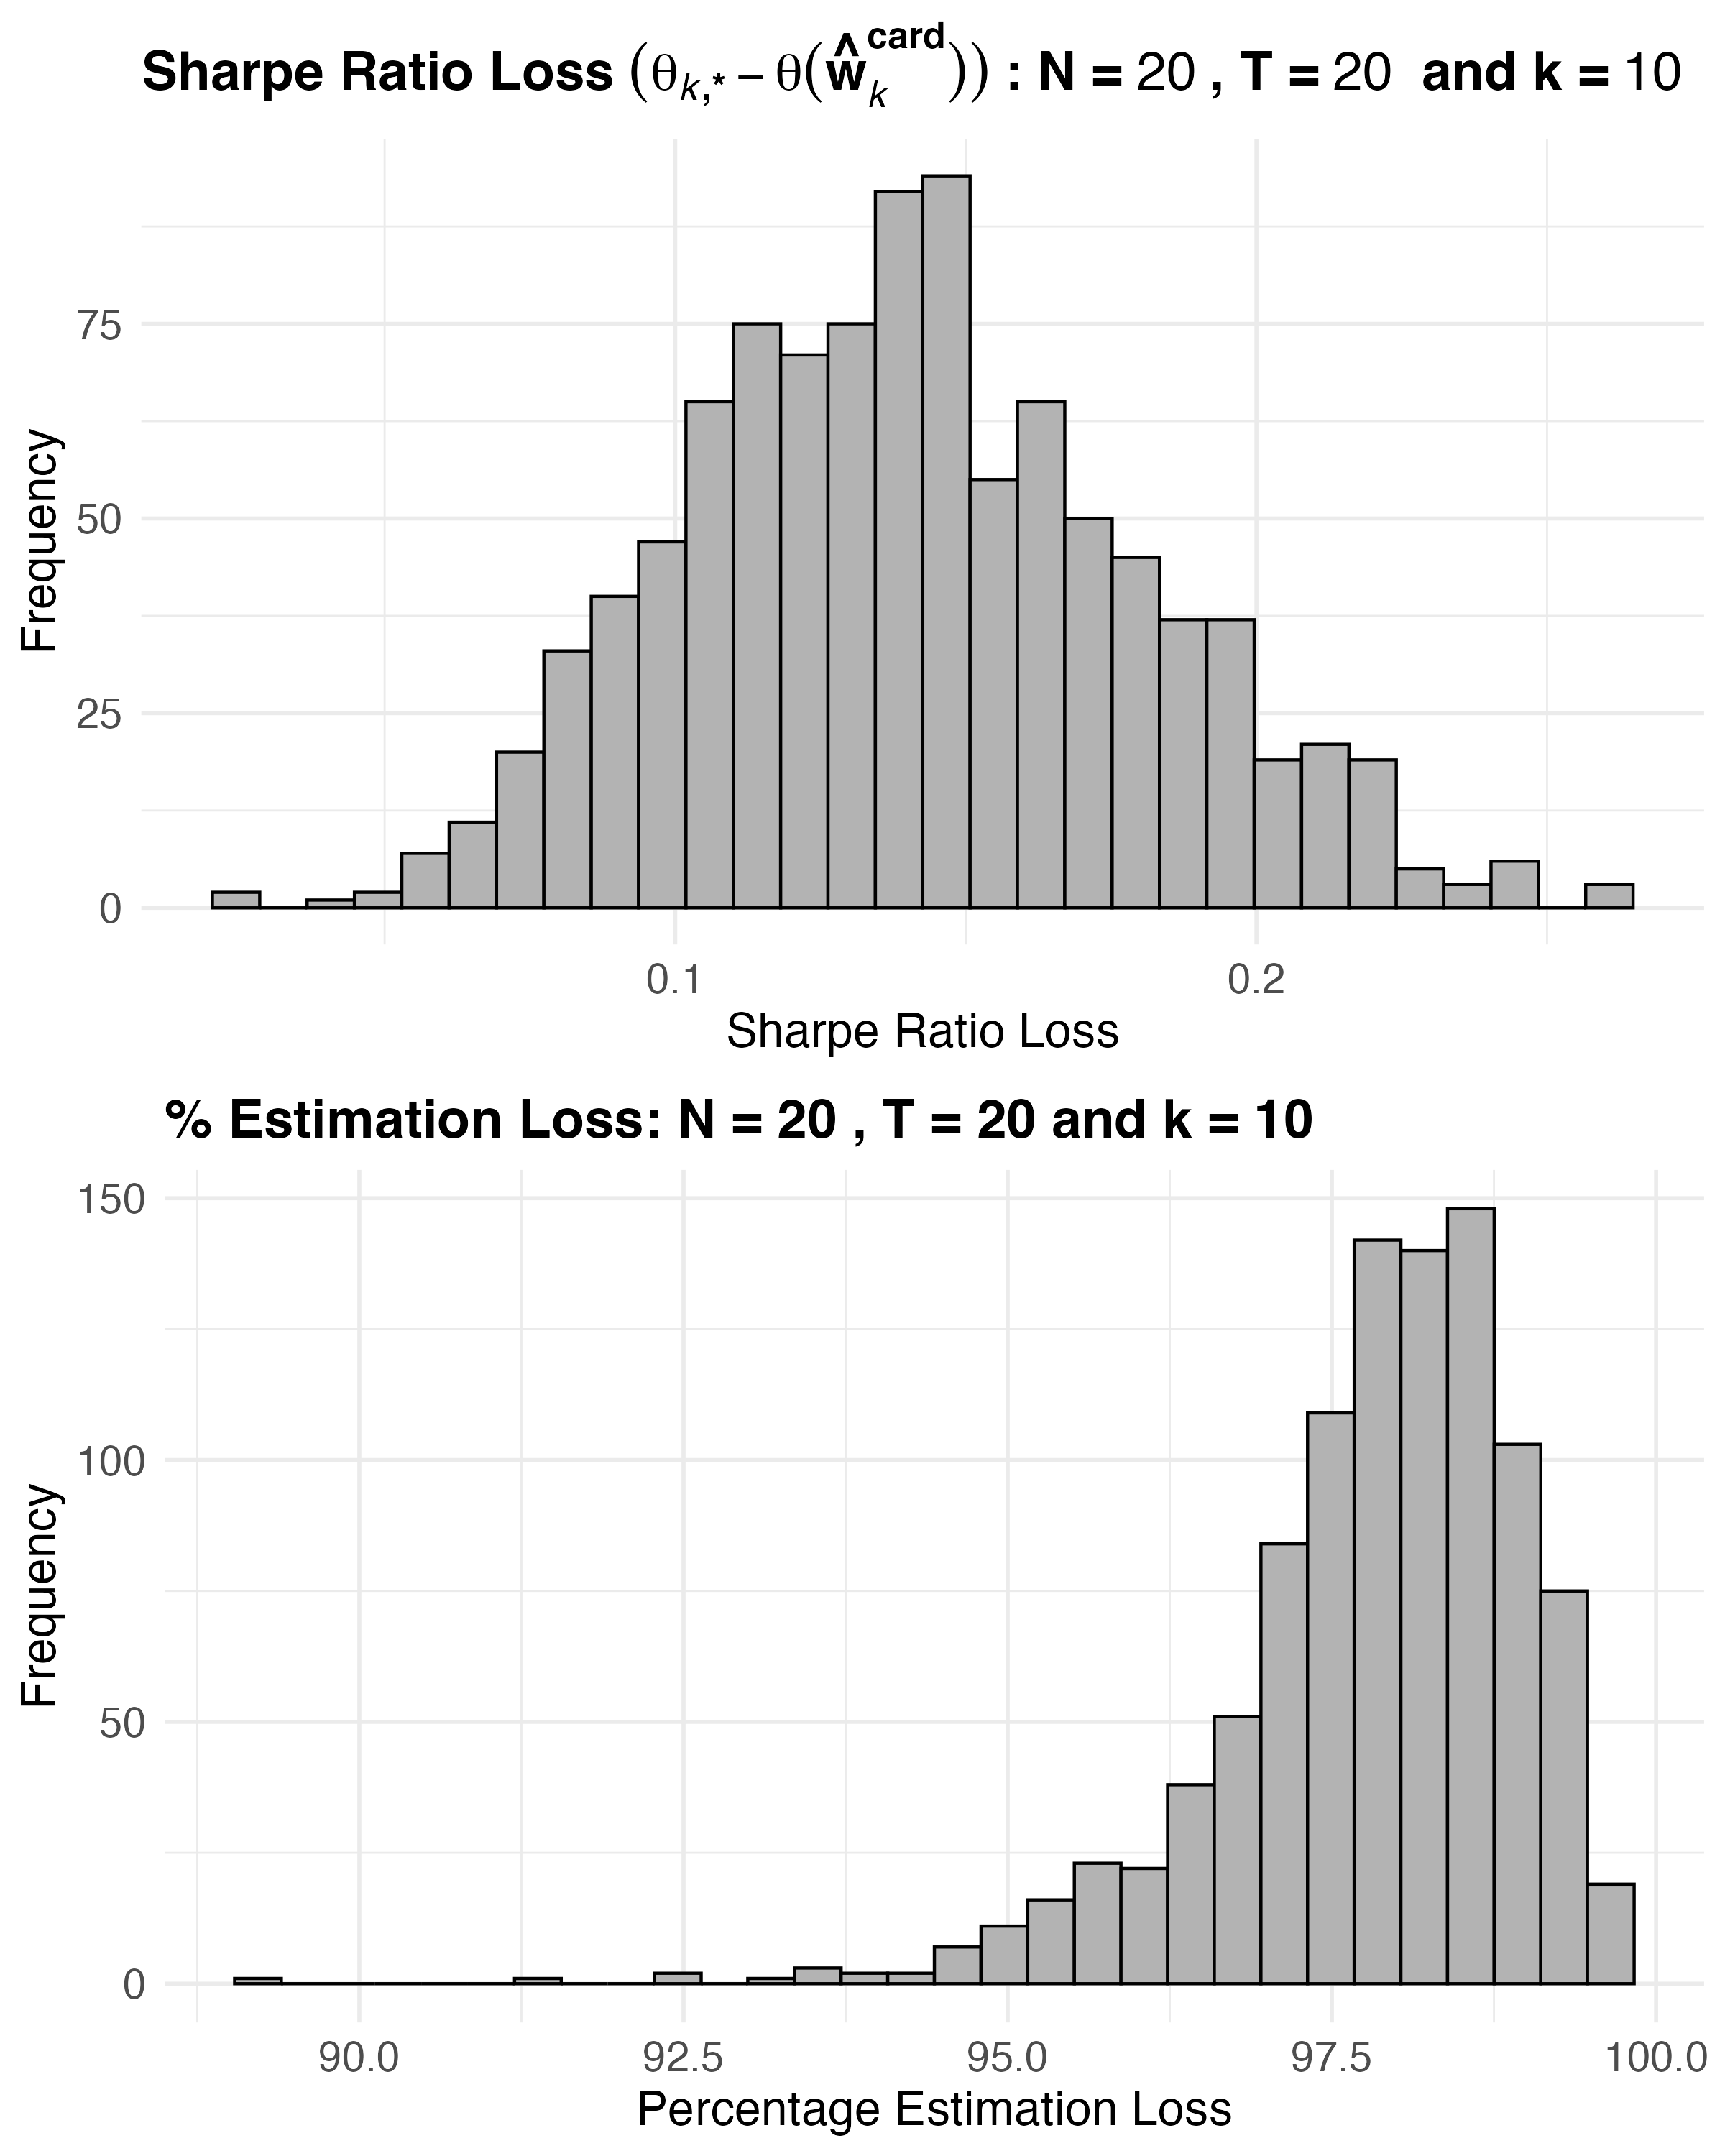 Sharpe Ratio Loss (θk,* − θ(ŵk^card)) : N = 20 , T = 20 and k = 10
75
50
25
0
Frequency
0.1 0.2
Sharpe Ratio Loss
% Estimation Loss: N = 20 , T = 20 and k = 10
150
100
50
0
Frequency
90.0 92.5 95.0 97.5 100.0
Percentage Estimation Loss